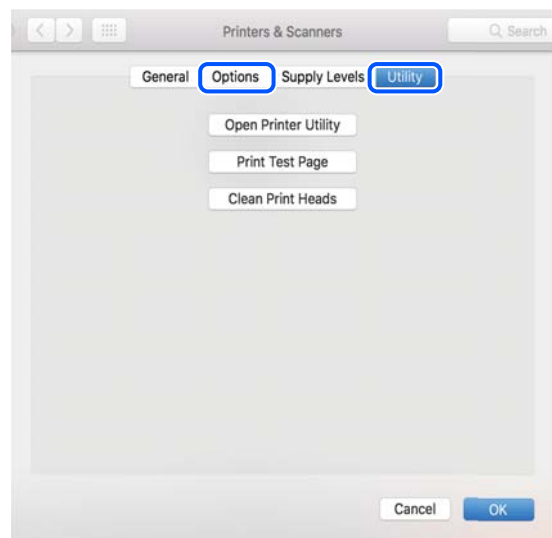 Printers & Scanners Search
General Options Supply Levels Utility
Open Printer Utility
Print Test Page
Clean Print Heads
Cancel OK